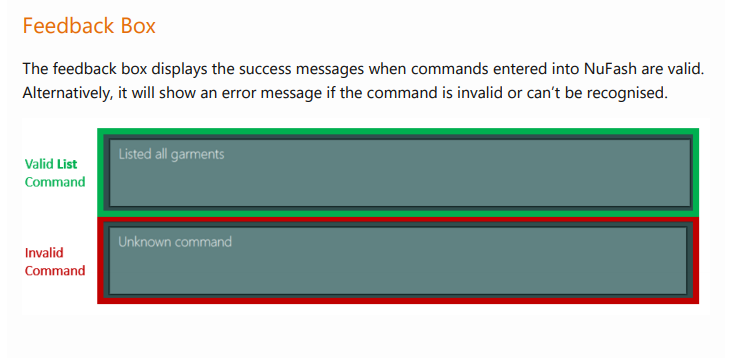 Feedback Box
The feedback box displays the success messages when commands entered into NuFash are valid.
Alternatively, it will show an error message if the command is invalid or can't be recognised.
Valid List
Command
Listed all garments
Invalid
Command
Unknown command